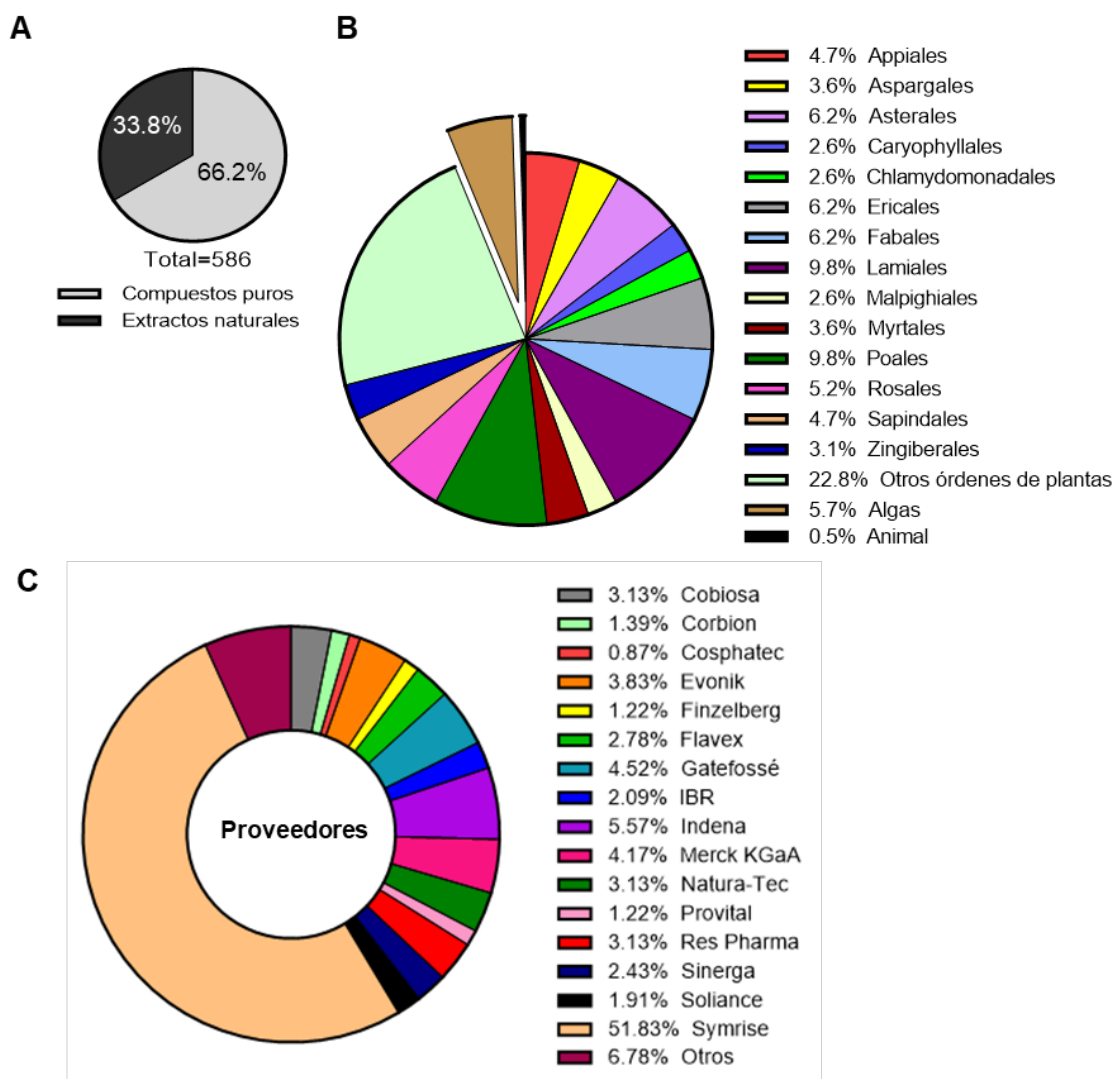 A
33.8%
66.2%
Total=586
Compuestos puros
Extractos naturales
B
4.7% Appiales
3.6% Aspargales
6.2% Asterales
2.6% Caryophyllales
2.6% Chlamydomonadales
6.2% Ericales
6.2% Fabales
9.8% Lamiales
2.6% Malpighiales
3.6% Myrtales
9.8% Poales
5.2% Rosales
4.7% Sapindales
3.1% Zingiberales
22.8% Otros órdenes de plantas
5.7% Algas
0.5% Animal
C
Proveedores
3.13% Cobiosa
1.39% Corbion
0.87% Cosphatec
3.83% Evonik
1.22% Finzelberg
2.78% Flavex
4.52% Gatefossé
2.09% IBR
5.57% Indena
4.17% Merck KGaA
3.13% Natura-Tec
1.22% Provital
3.13% Res Pharma
2.43% Sinerga
1.91% Soliance
51.83% Symrise
6.78% Otros